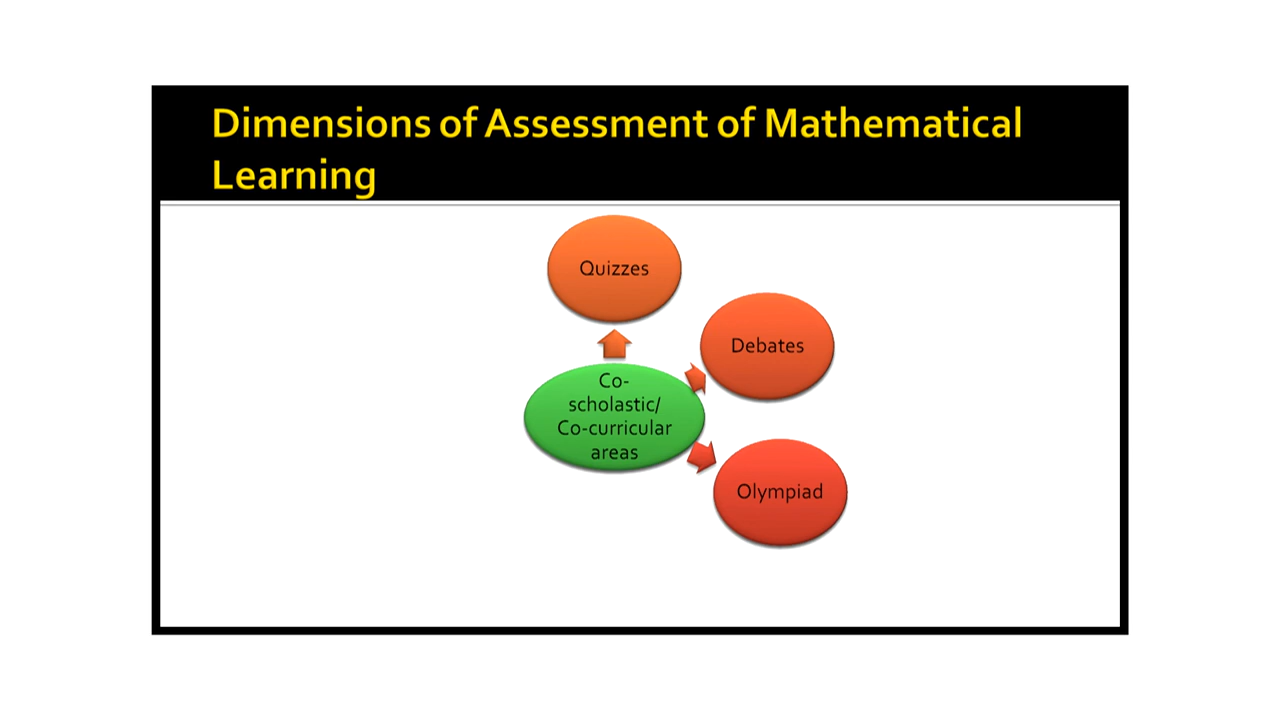 Dimensions of Assessment of Mathematical
Learning
Quizzes
Debates
Co-
scholastic/
Co-curricular
areas
Olympiad